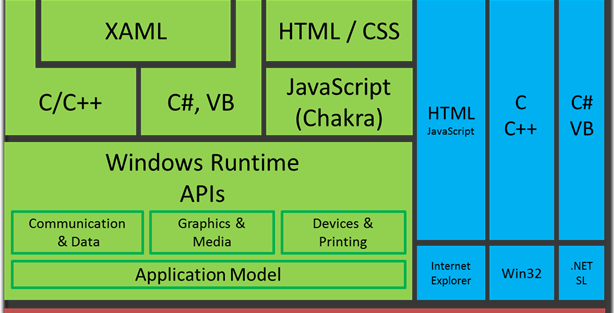 XAML
HTML / CSS
C/C++
C#, VB
JavaScript
(Chakra)
HTML
JavaScript
C
C++
C#
VB
Windows Runtime
APIs
Communication
& Data
Graphics &
Media
Devices &
Printing
Application Model
Internet
Explorer
Win32
.NET
SL